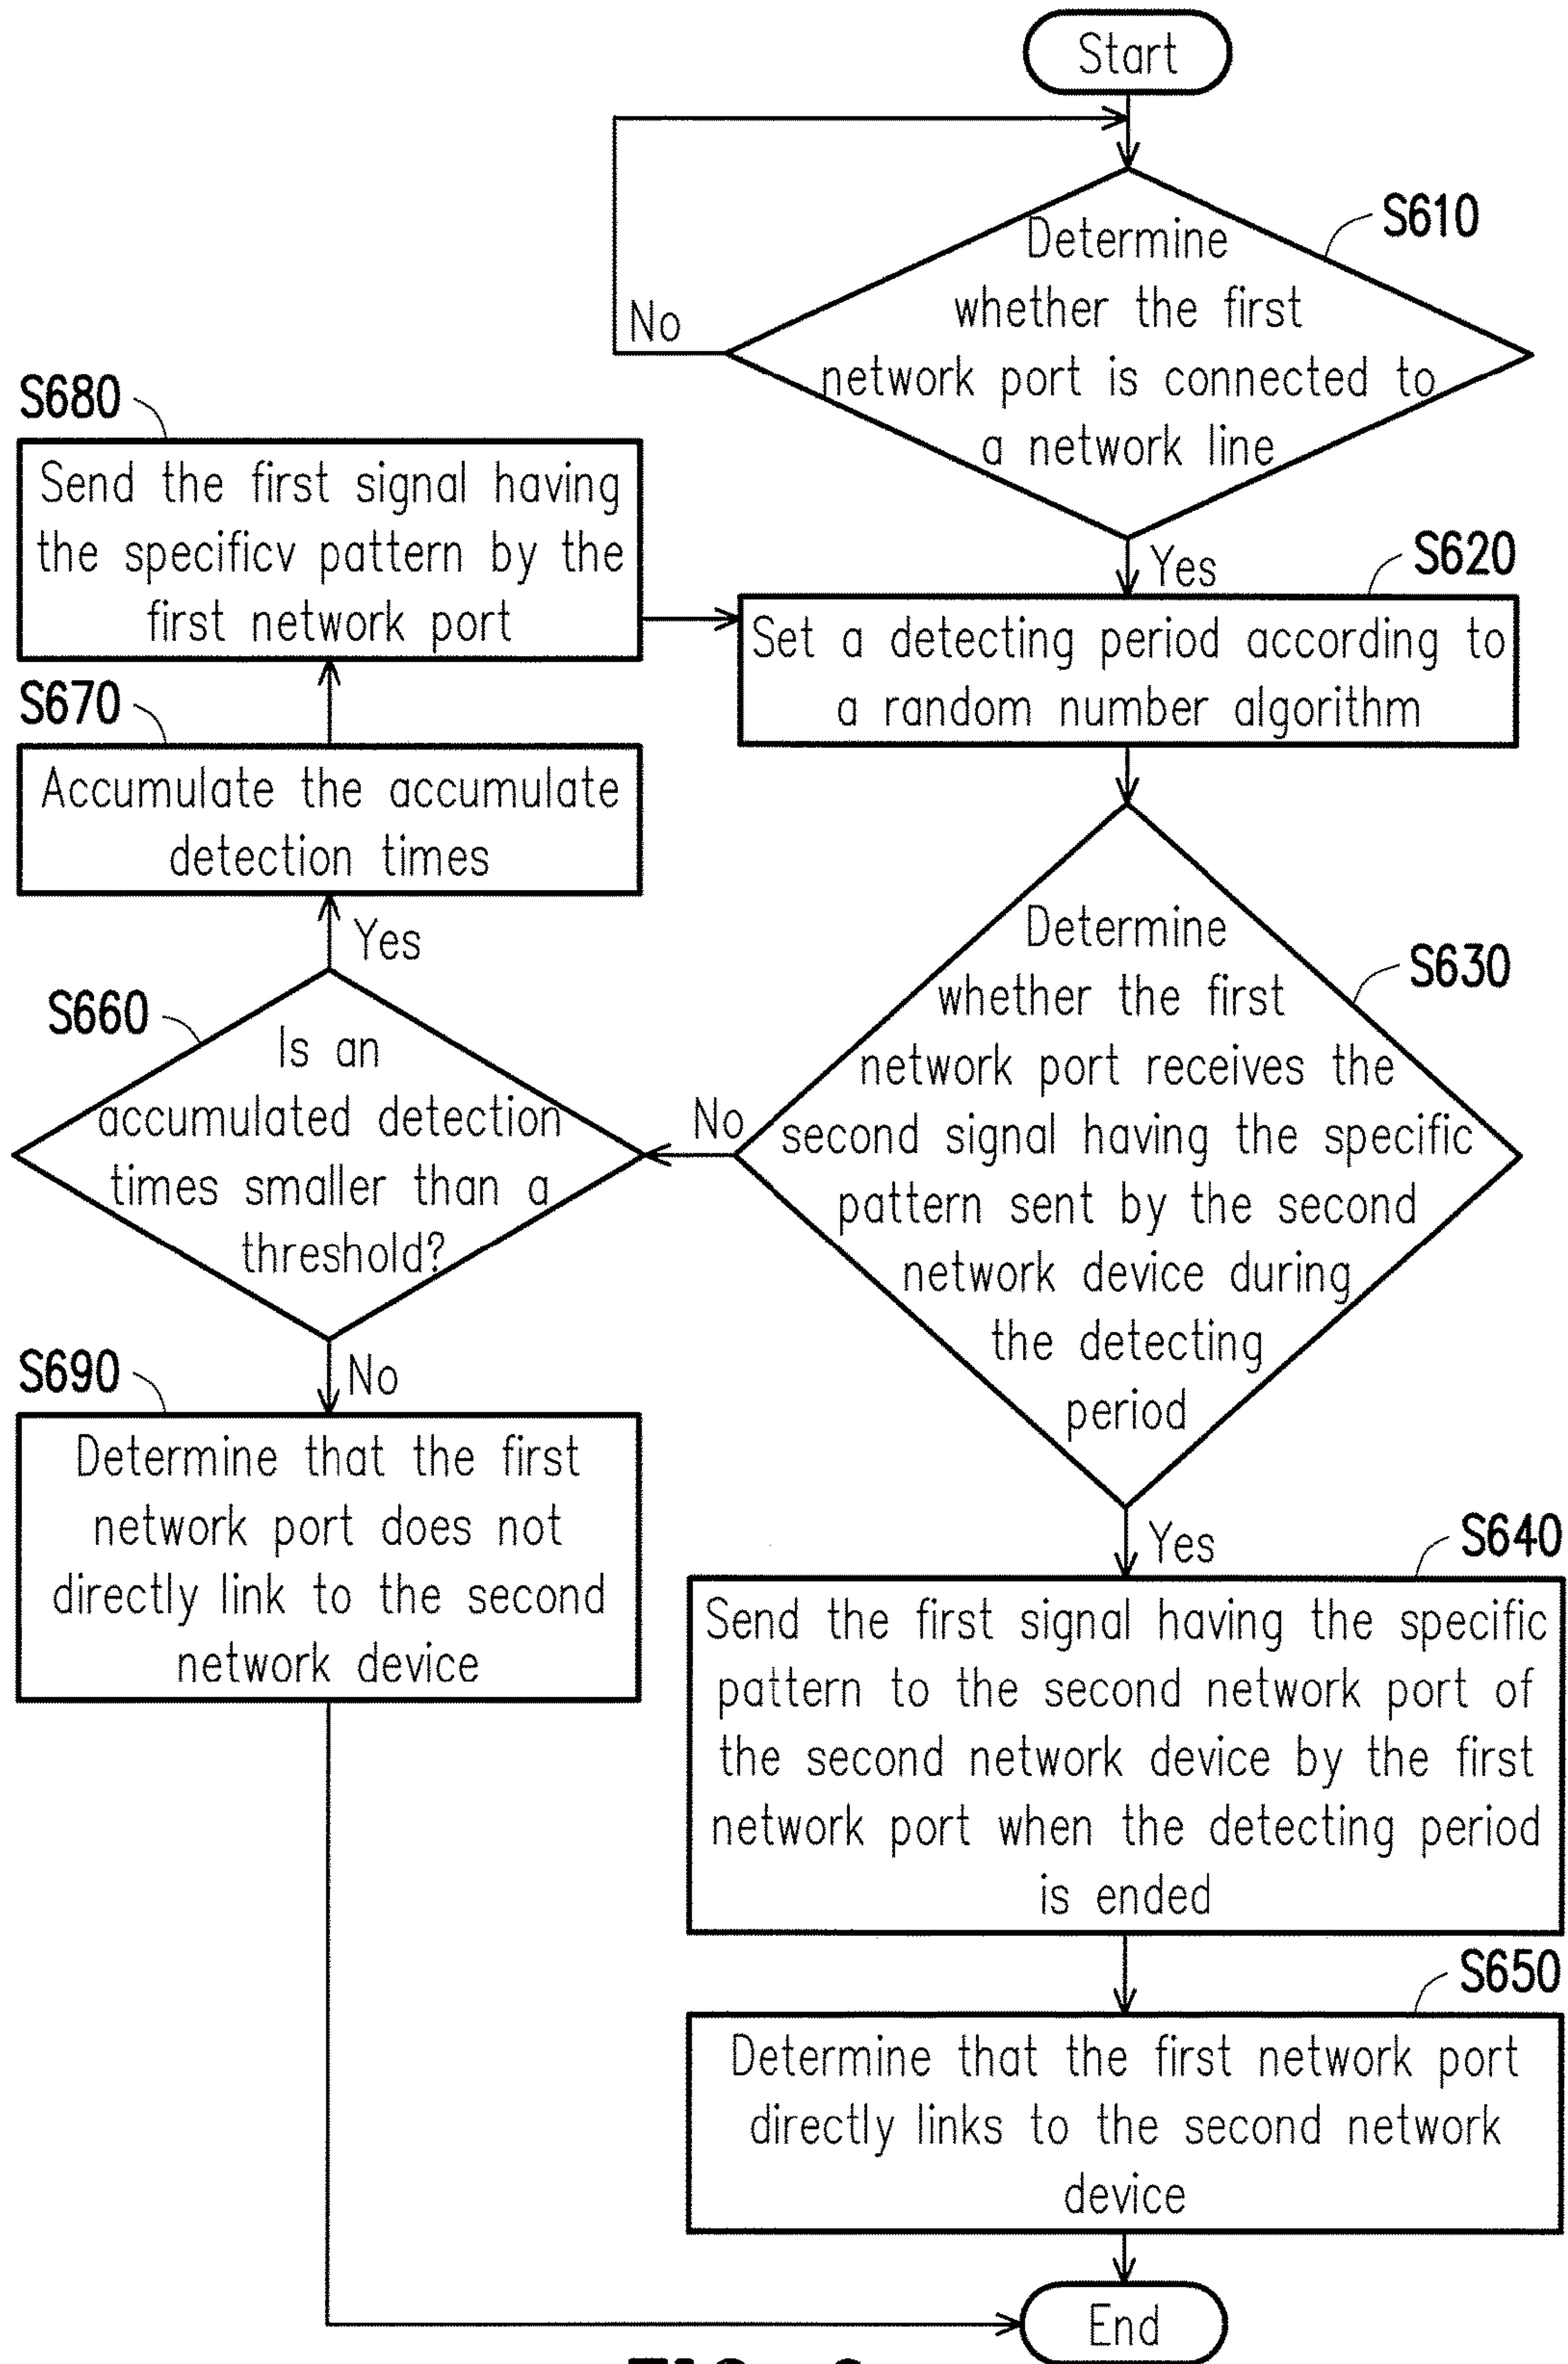 Start
S610
Determine
whether the first
network port is connected to
a network line
No
Yes
S680
Send the first signal having
the specificv pattern by the
first network port
S620
Set a detecting period according to
a random number algorithm
S670
Accumulate the accumulate
detection times
Yes
S660
Is an
accumulated detection
times smaller than a
threshold?
No
S630
Determine
whether the first
network port receives the
second signal having the specific
pattern sent by the second
network device during
the detecting
period
No
Yes
S690
Determine that the first
network port does not
directly link to the second
network device
S640
Send the first signal having the specific
pattern to the second network port of
the second network device by the first
network port when the detecting period
is ended
S650
Determine that the first network port
directly links to the second network
device
End